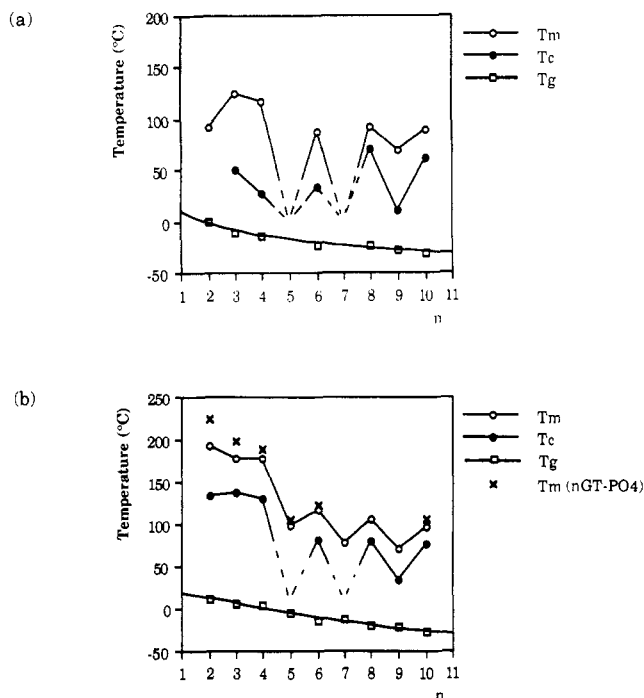 (a)
Temperature (°C)
200
150
100
50
0
-50
1 2 3 4 5 6 7 8 9 10 11
n
Tm
Tc
Tg
(b)
Temperature (°C)
250
200
150
100
50
0
-50
1 2 3 4 5 6 7 8 9 10 11
n
Tm
Tc
Tg
Tm (nGT-PO4)